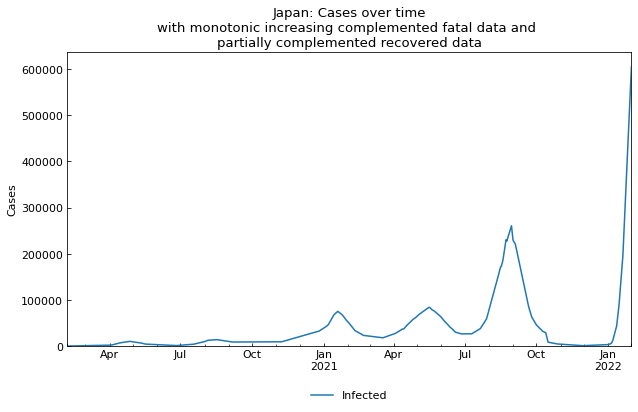 Japan: Cases over time
with monotonic increasing complemented fatal data and
partially complemented recovered data
600000
500000
400000
300000
200000
100000
0
Cases
Apr Jul Oct Jan Apr Jul Oct Jan
2021 2022
Infected